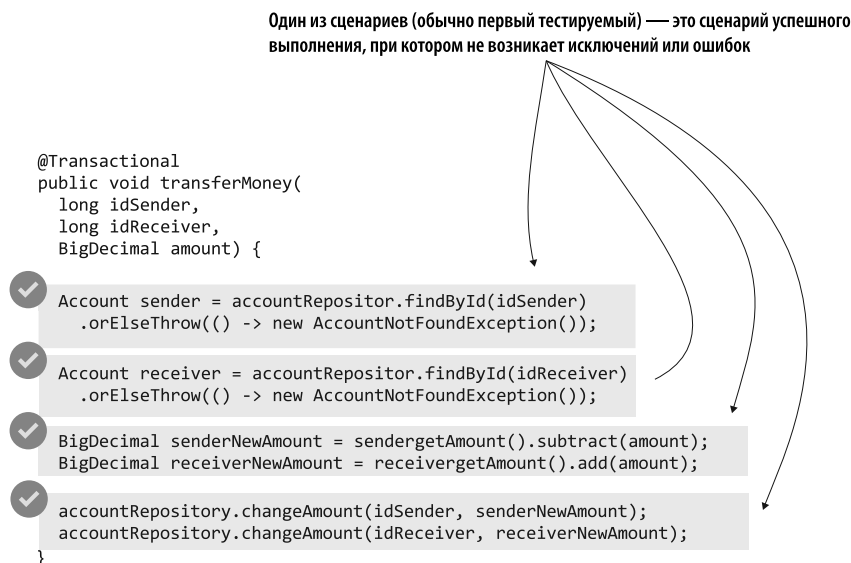 Один из сценариев (обычно первый тестируемый) — это сценарий успешного
выполнения, при котором не возникает исключений или ошибок
@Transactional
public void transferMoney(
long idSender,
long idReceiver,
BigDecimal amount) {
Account sender = accountRepositor.findById(idSender)
.orElseThrow(() -> new AccountNotFoundException());
Account receiver = accountRepositor.findById(idReceiver)
.orElseThrow(() -> new AccountNotFoundException());
BigDecimal senderNewAmount = sendergetAmount().subtract(amount);
BigDecimal receiverNewAmount = receivergetAmount().add(amount);
accountRepository.changeAmount(idSender, senderNewAmount);
accountRepository.changeAmount(idReceiver, receiverNewAmount);
}